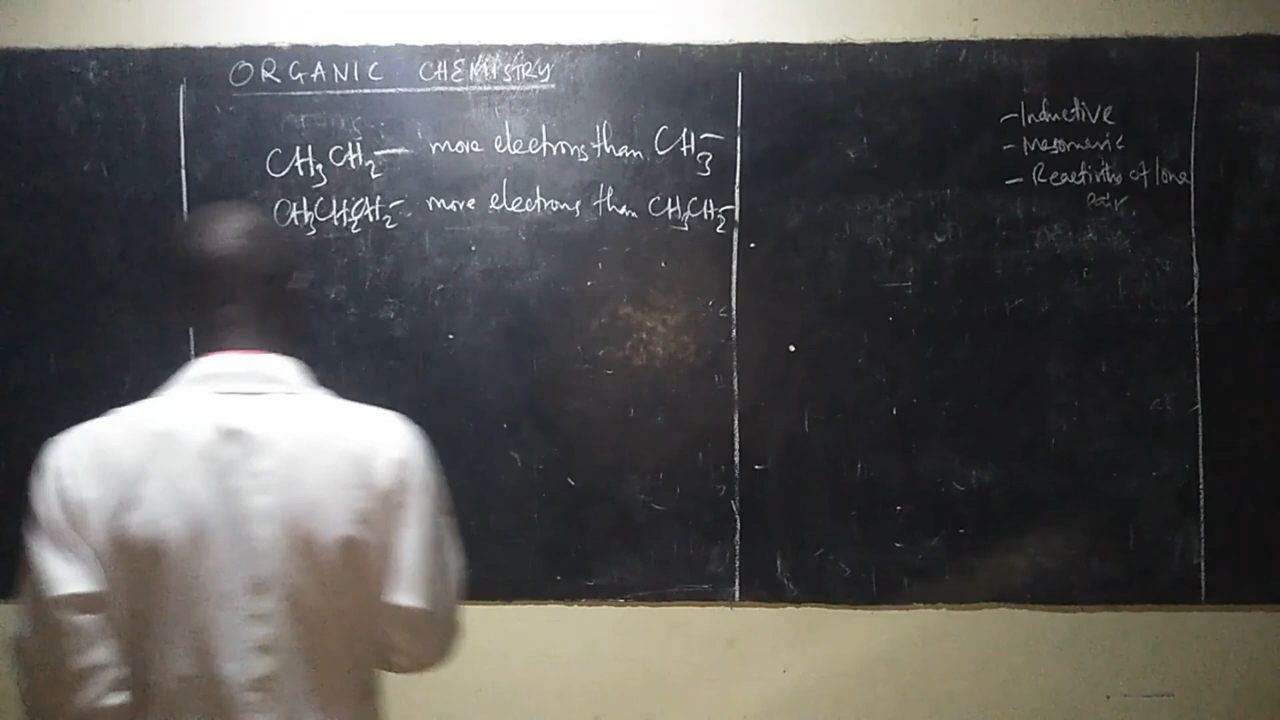 ORGANIC CHEMISTRY
CH₃CH₂— more electrons than CH₃—
CH₃CH₂CH₂— more electrons than CH₃CH₂—
- Inductive
- Mesomeric
- Reactivity of lone
Pair